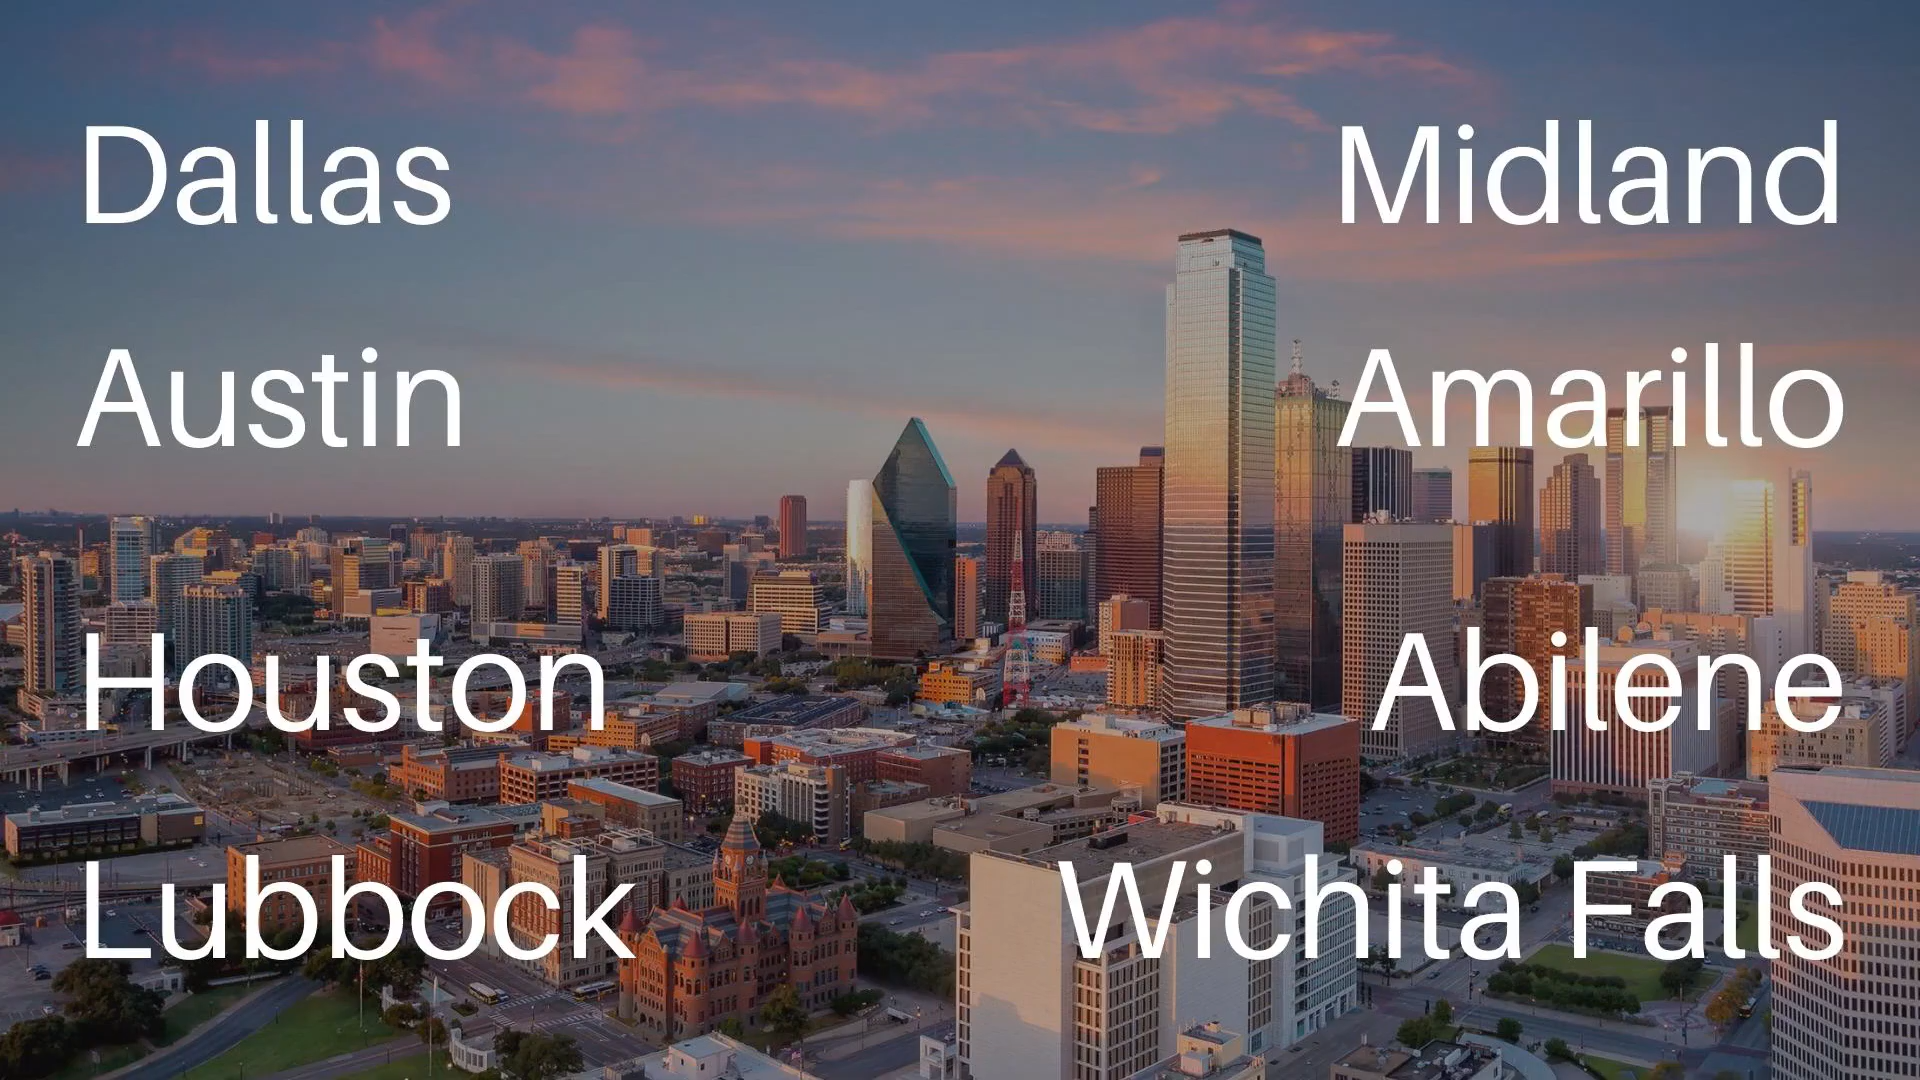 Dallas
Austin
Houston
Lubbock
Midland
Amarillo
Abilene
Wichita Falls